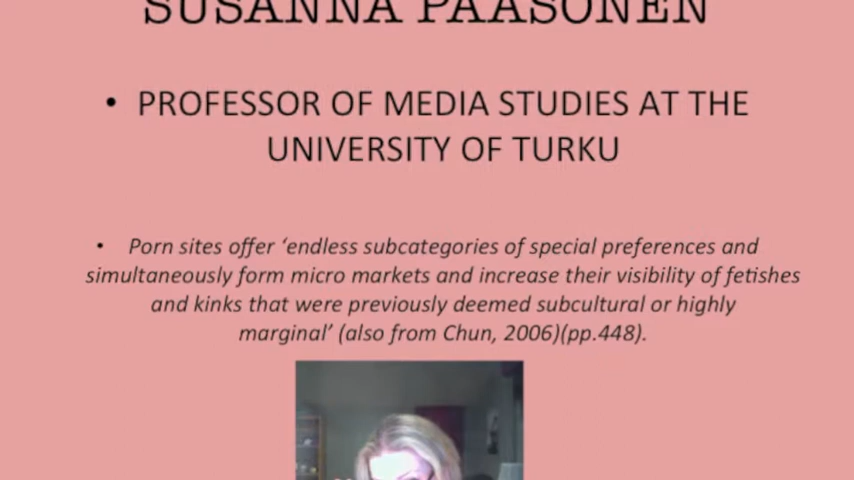 SUSANNA PAASONEN
• PROFESSOR OF MEDIA STUDIES AT THE
UNIVERSITY OF TURKU
• Porn sites offer ‘endless subcategories of special preferences and
simultaneously form micro markets and increase their visibility of fetishes
and kinks that were previously deemed subcultural or highly
marginal’ (also from Chun, 2006)(pp.448).